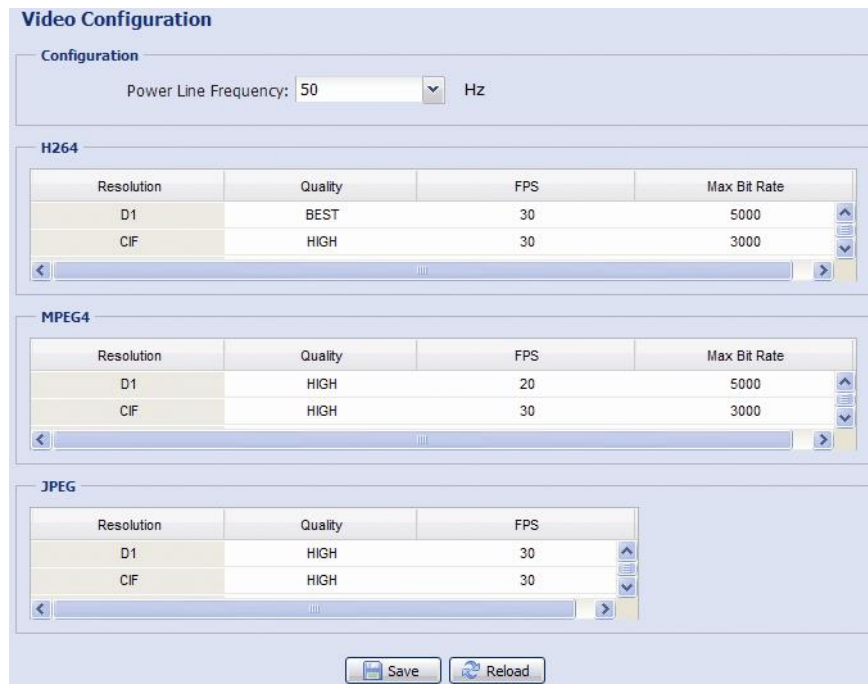 Video Configuration
Configuration
Power Line Frequency: 50 Hz
H264
Resolution Quality FPS Max Bit Rate
D1 BEST 30 5000
CIF HIGH 30 3000
MPEG4
Resolution Quality FPS Max Bit Rate
D1 HIGH 20 5000
CIF HIGH 30 3000
JPEG
Resolution Quality FPS
D1 HIGH 30
CIF HIGH 30
Save Reload